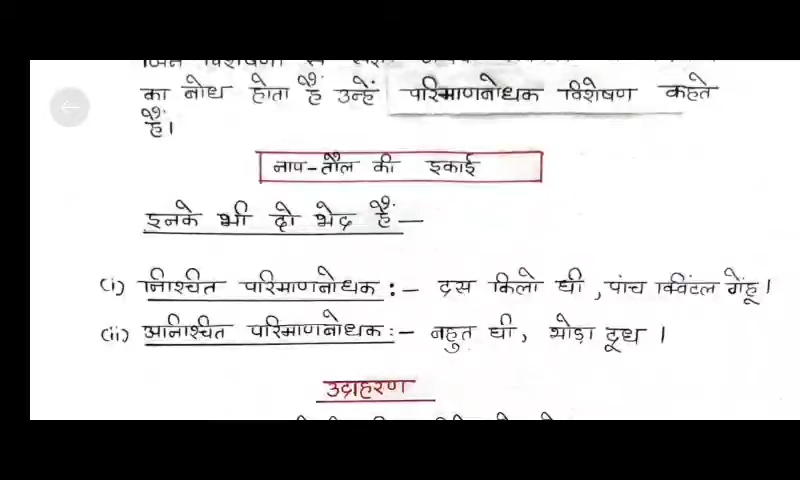 का बोध होता है उन्हें परिमाणबोधक विशेषण कहते
हैं।
नाप-तौल की इकाई
इनके भी दो भेद हैं —
(i) निश्चित परिमाणबोधक :- दस किलो घी, पांच क्विंटल गेंहू।
(ii) अनिश्चित परिमाणबोधक :- बहुत घी, थोड़ा दूध।
उदाहरण